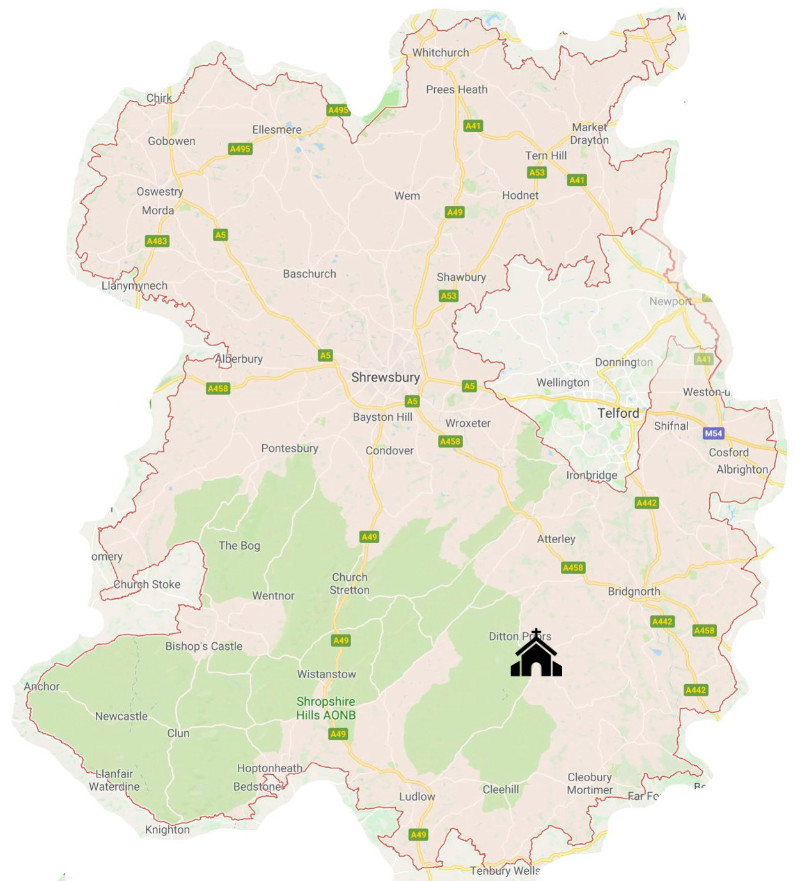 M
Whitchurch
Prees Heath
Chirk
A495
Ellesmere
A41
Market
Drayton
Gobowen
A495
Tern Hill
A53
A41
Oswestry
Wem
Hodnet
Morda
A49
A483
A5
Baschurch
Shawbury
Llanymynech
A53
Newport
Alberbury
A5
A41
Donnington
Shrewsbury
Wellington
A458
A5
Weston-u
A5
Bayston Hill
Wroxeter
Telford
Shifnal
M54
Pontesbury
Condover
A458
Cosford
Albrighton
Ironbridge
A442
The Bog
A49
Atterley
omery
Church Stoke
Church
Stretton
A458
Wentnor
Bridgnorth
A442
A458
Bishop's Castle
A49
Ditton Priors
Wistanstow
Anchor
A442
Shropshire
Hills AONB
Newcastle
Clun
A49
Llanfair
Waterdine
Hoptonheath
Bedstone
Ludlow
Cleehill
Cleobury
Mortimer
Far Fo
Be
Knighton
A49
Tenbury Wells